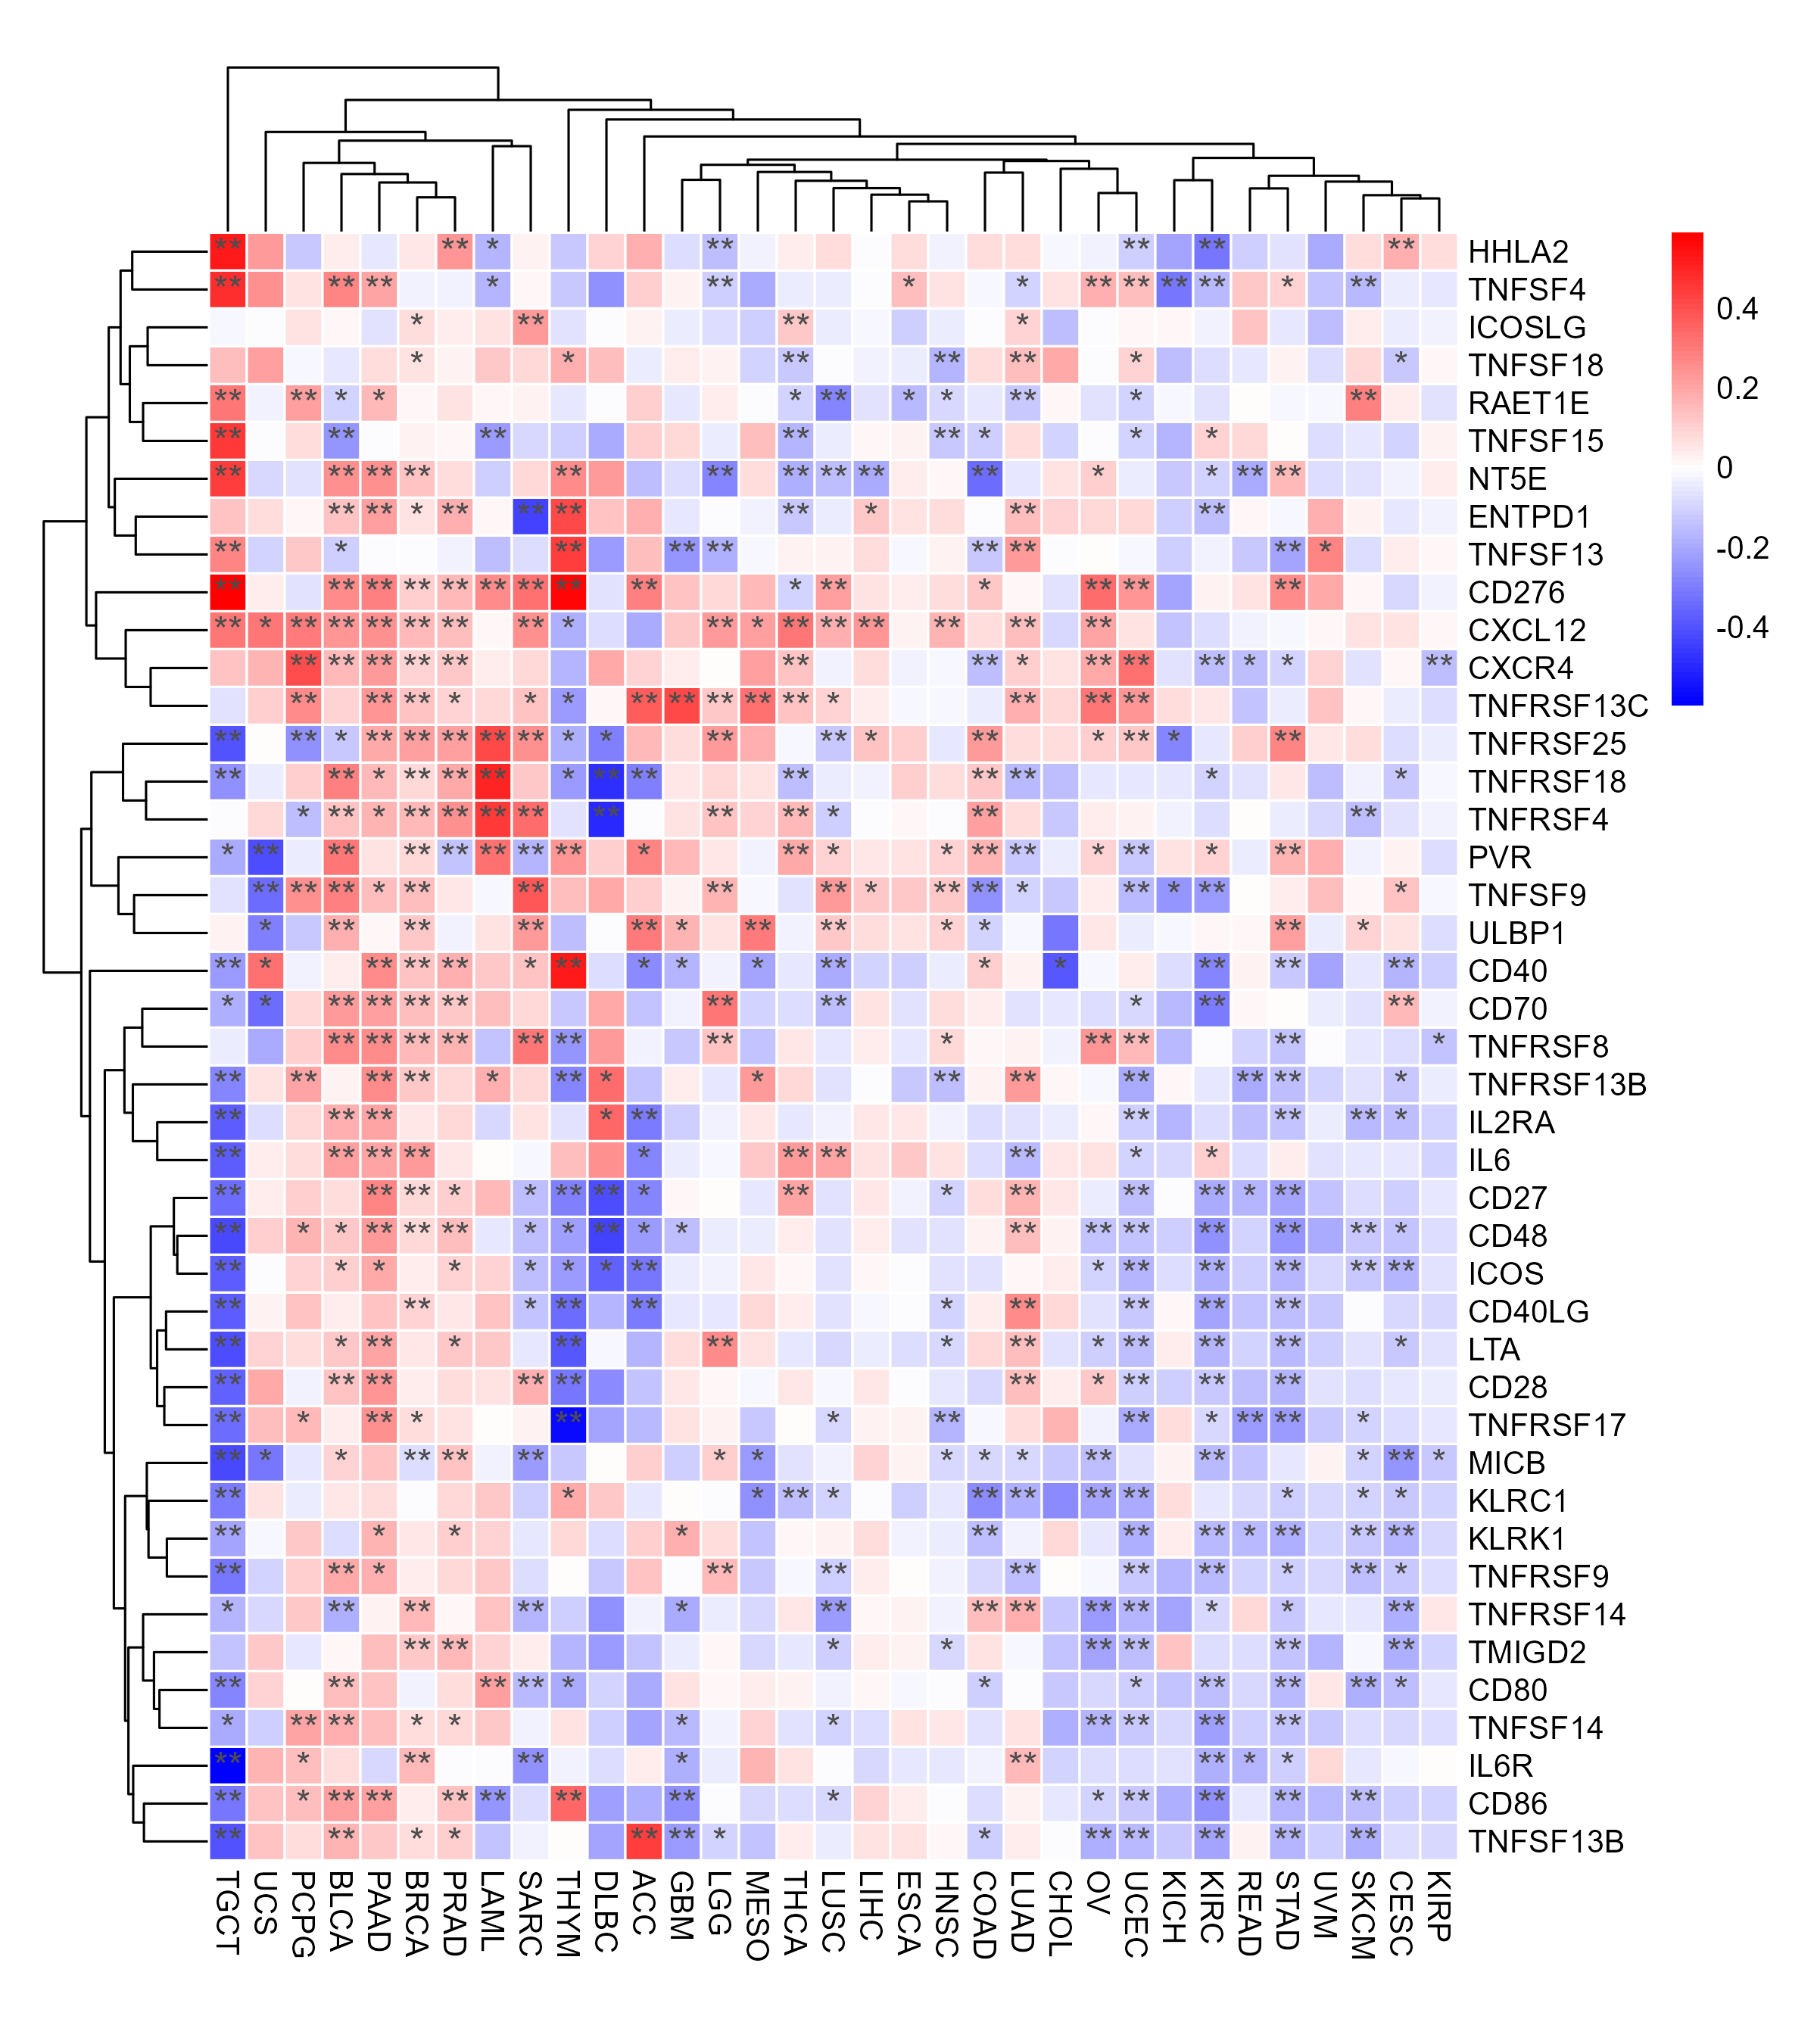 HHLA2
TNFSF4
ICOSLG
TNFSF18
RAET1E
TNFSF15
NT5E
ENTPD1
TNFSF13
CD276
CXCL12
CXCR4
TNFRSF13C
TNFRSF25
TNFRSF18
TNFRSF4
PVR
TNFSF9
ULBP1
CD40
CD70
TNFRSF8
TNFRSF13B
IL2RA
IL6
CD27
CD48
ICOS
CD40LG
LTA
CD28
TNFRSF17
MICB
KLRC1
KLRK1
TNFRSF9
TNFRSF14
TMIGD2
CD80
TNFSF14
IL6R
CD86
TNFSF13B
0.4
0.2
0
-0.2
-0.4
TGCT
UCS
PCPG
BLCA
PAAD
BRCA
PRAD
LAML
SARC
THYM
DLBC
ACC
GBM
LGG
MESO
THCA
LUSC
LIHC
ESCA
HNSC
COAD
LUAD
CHOL
OV
UCEC
KICH
KIRC
READ
STAD
UVM
SKCM
CESC
KIRP